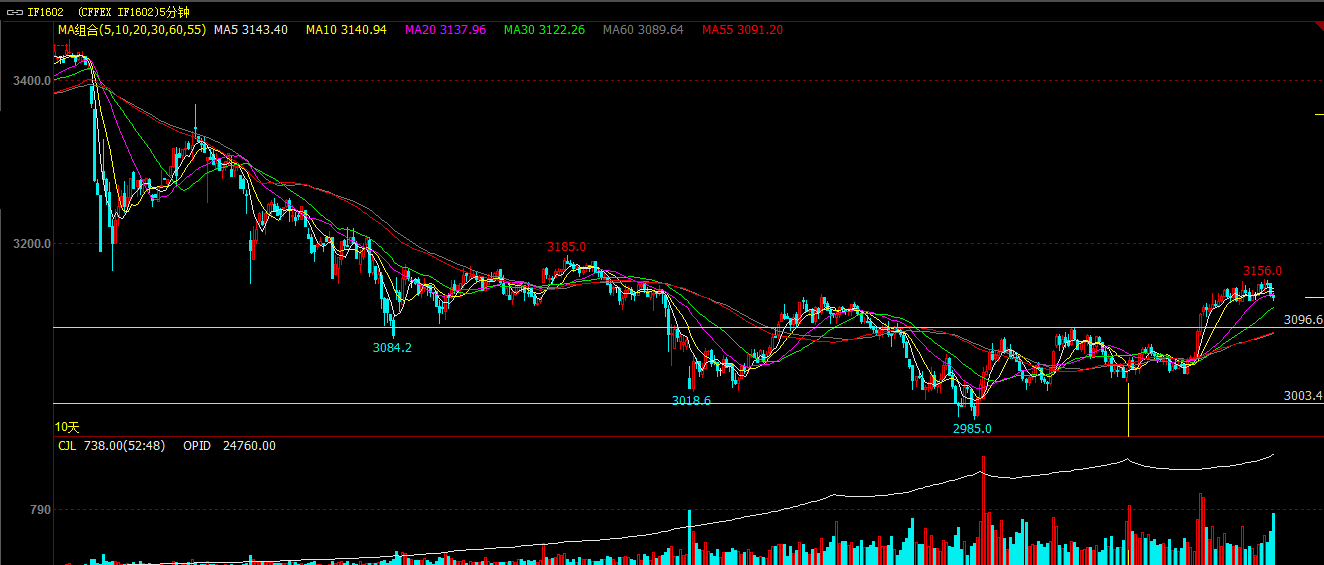 IF1602 (CFFEX IF1602)5分钟
MA组合(5,10,20,30,60,55) MA5 3143.40 MA10 3140.94 MA20 3137.96 MA30 3122.26 MA60 3089.64 MA55 3091.20
3400.0
3200.0
3185.0
3156.0
3096.6
3084.2
3018.6
3003.4
2985.0
10天
CJL 738.00(52:48) OPID 24760.00
790